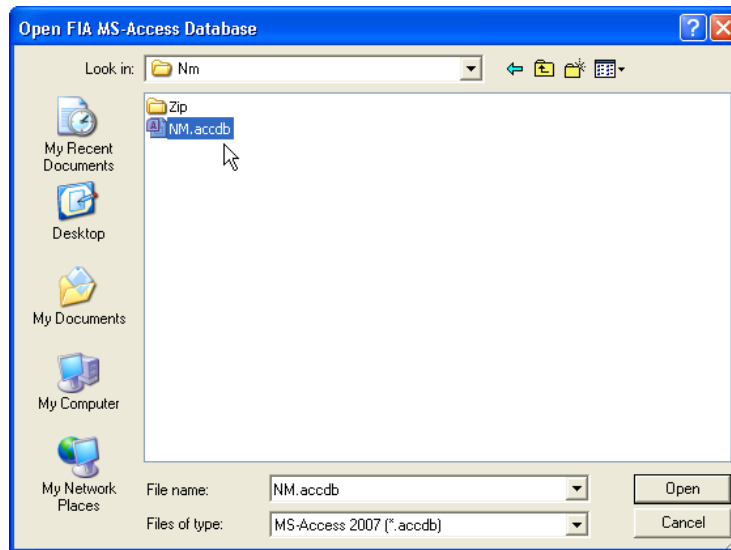 Open FIA MS-Access Database
Look in: Nm
Zip
NM.accdb
My Recent
Documents
Desktop
My Documents
My Computer
My Network
Places
File name: NM.accdb Open
Files of type: MS-Access 2007 (*.accdb) Cancel